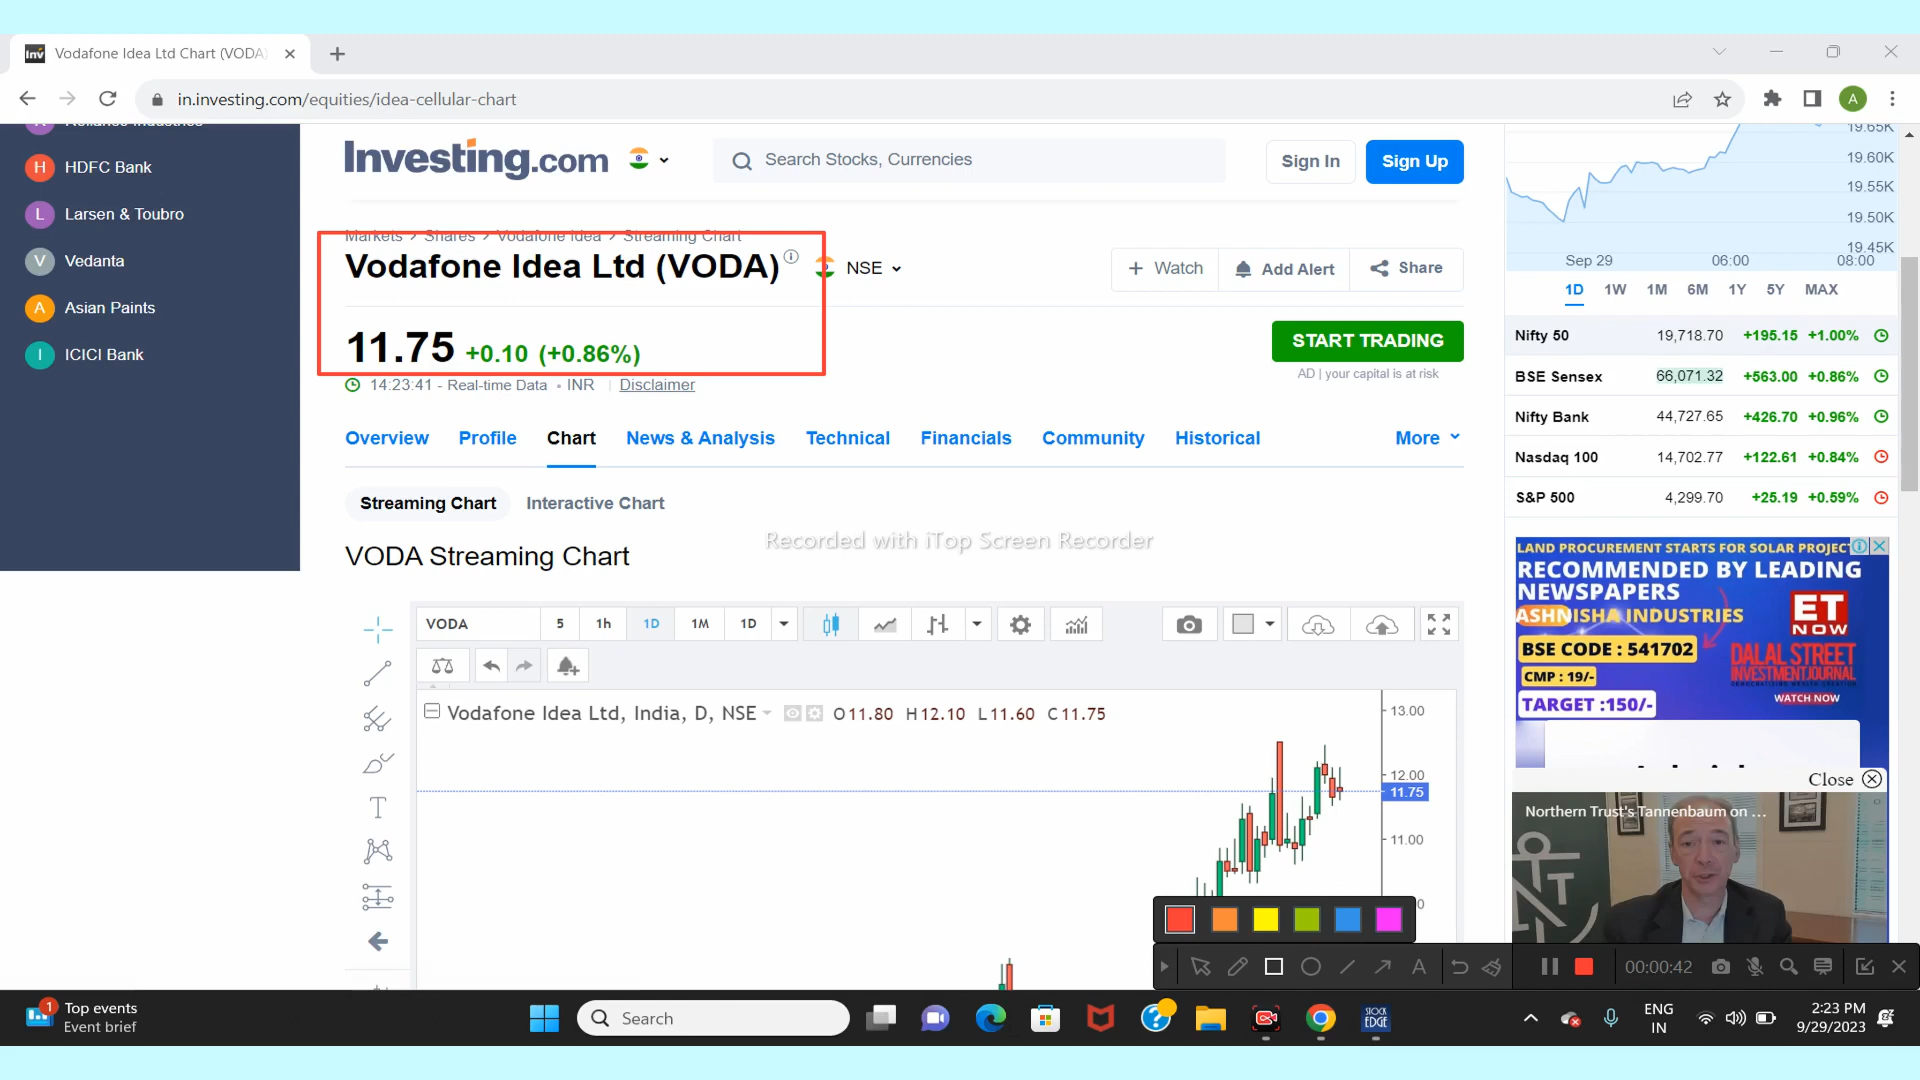 Vodafone Idea Ltd Chart (VODA)
in.investing.com/equities/idea-cellular-chart
A
Reliance Industries
H HDFC Bank
L Larsen & Toubro
V Vedanta
A Asian Paints
I ICICI Bank
Investing.com
Search Stocks, Currencies
Sign In
Sign Up
Markets > Shares > Vodafone Idea > Streaming Chart
Vodafone Idea Ltd (VODA)
NSE
+ Watch
Add Alert
Share
11.75 +0.10 (+0.86%)
START TRADING
AD | your capital is at risk
14:23:41 - Real-time Data • INR | Disclaimer
Overview Profile Chart News & Analysis Technical Financials Community Historical More
Streaming Chart Interactive Chart
Recorded with iTop Screen Recorder
VODA Streaming Chart
VODA 5 1h 1D 1M 1D
Vodafone Idea Ltd, India, D, NSE O11.80 H12.10 L11.60 C11.75
13.00
12.00
11.75
11.00
19.65K
19.60K
19.55K
19.50K
19.45K
Sep 29 06:00 08:00
1D 1W 1M 6M 1Y 5Y MAX
Nifty 50 19,718.70 +195.15 +1.00%
BSE Sensex 66,071.32 +563.00 +0.86%
Nifty Bank 44,727.65 +426.70 +0.96%
Nasdaq 100 14,702.77 +122.61 +0.84%
S&P 500 4,299.70 +25.19 +0.59%
LAND PROCUREMENT STARTS FOR SOLAR PROJECT
RECOMMENDED BY LEADING
NEWSPAPERS
ASHNISHA INDUSTRIES
ET
NOW
BSE CODE : 541702
DALAL STREET
INVESTMENT JOURNAL
CMP : 19/-
WATCH NOW
TARGET :150/-
Close
Northern Trust's Tannenbaum on ...
NT
00:00:42
1
Top events
Event brief
Search
STOCK
EDGE
ENG
IN
2:23 PM
9/29/2023